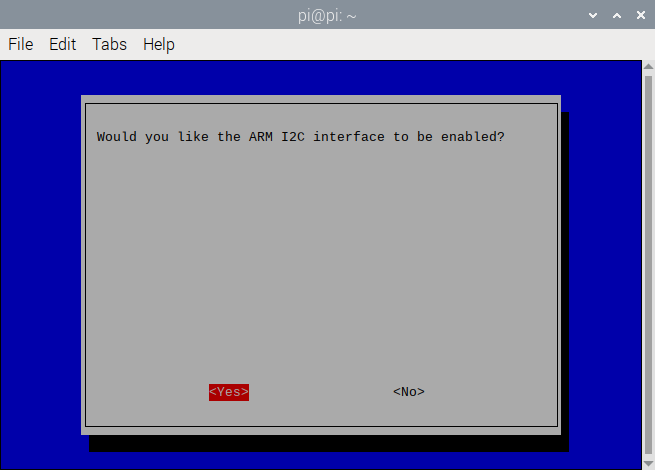 pi@pi: ~
File Edit Tabs Help
Would you like the ARM I2C interface to be enabled?
<Yes> <No>